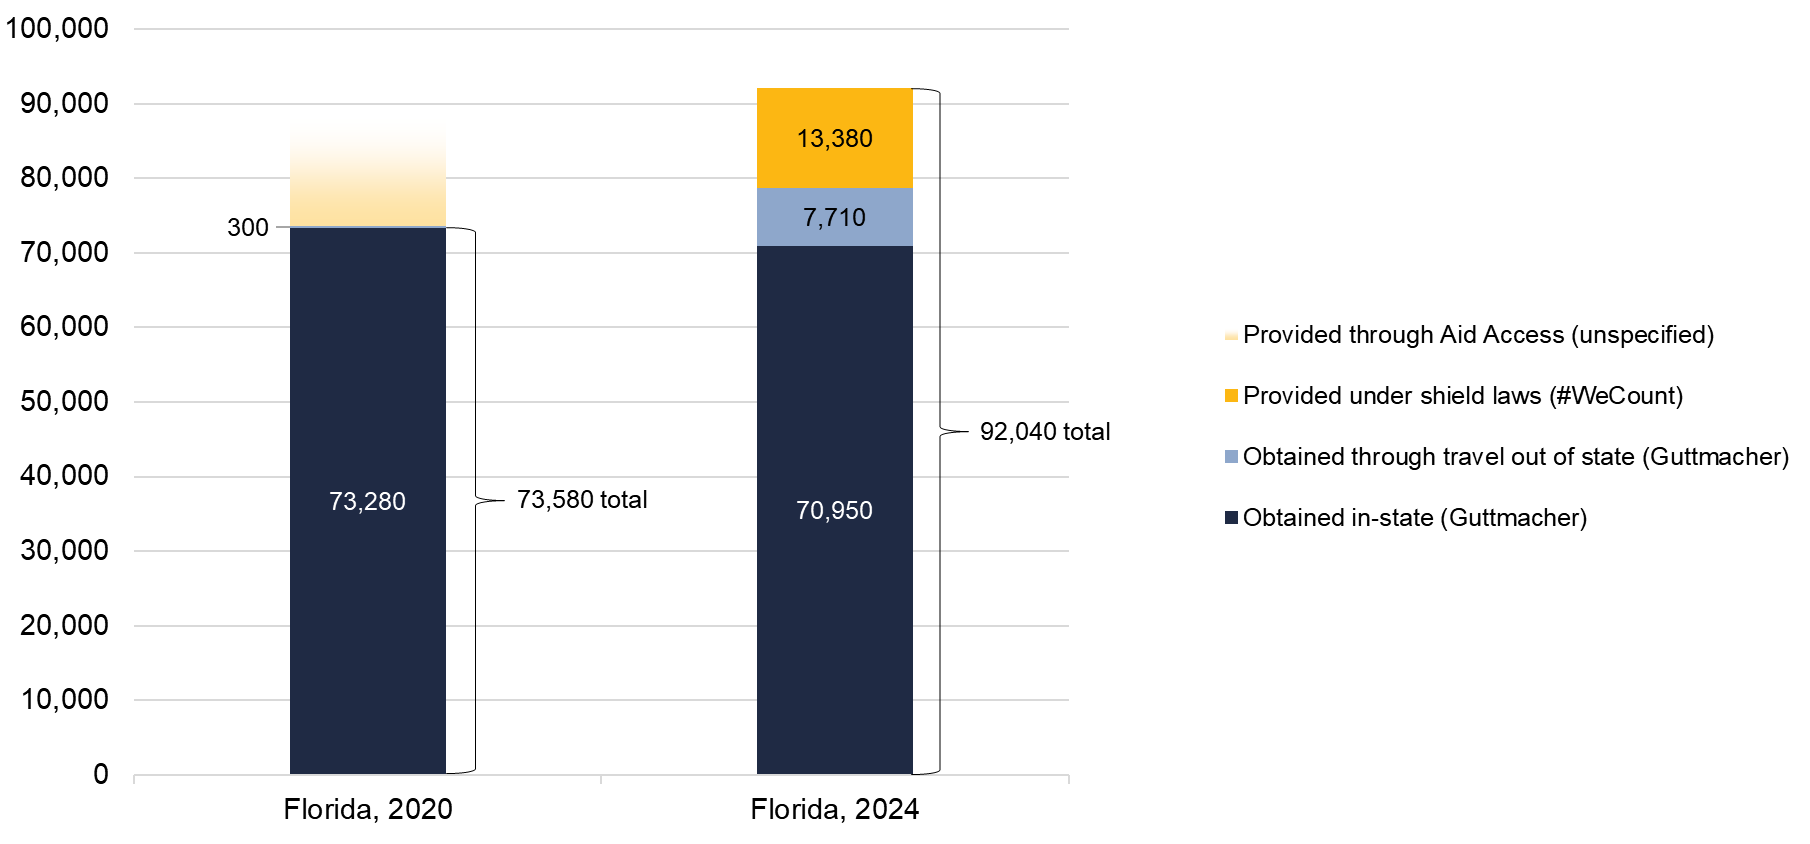 100,000
90,000
80,000
70,000
60,000
50,000
40,000
30,000
20,000
10,000
0
300
73,280
73,580 total
13,380
7,710
70,950
92,040 total
Florida, 2020
Florida, 2024
Provided through Aid Access (unspecified)
Provided under shield laws (#WeCount)
Obtained through travel out of state (Guttmacher)
Obtained in-state (Guttmacher)